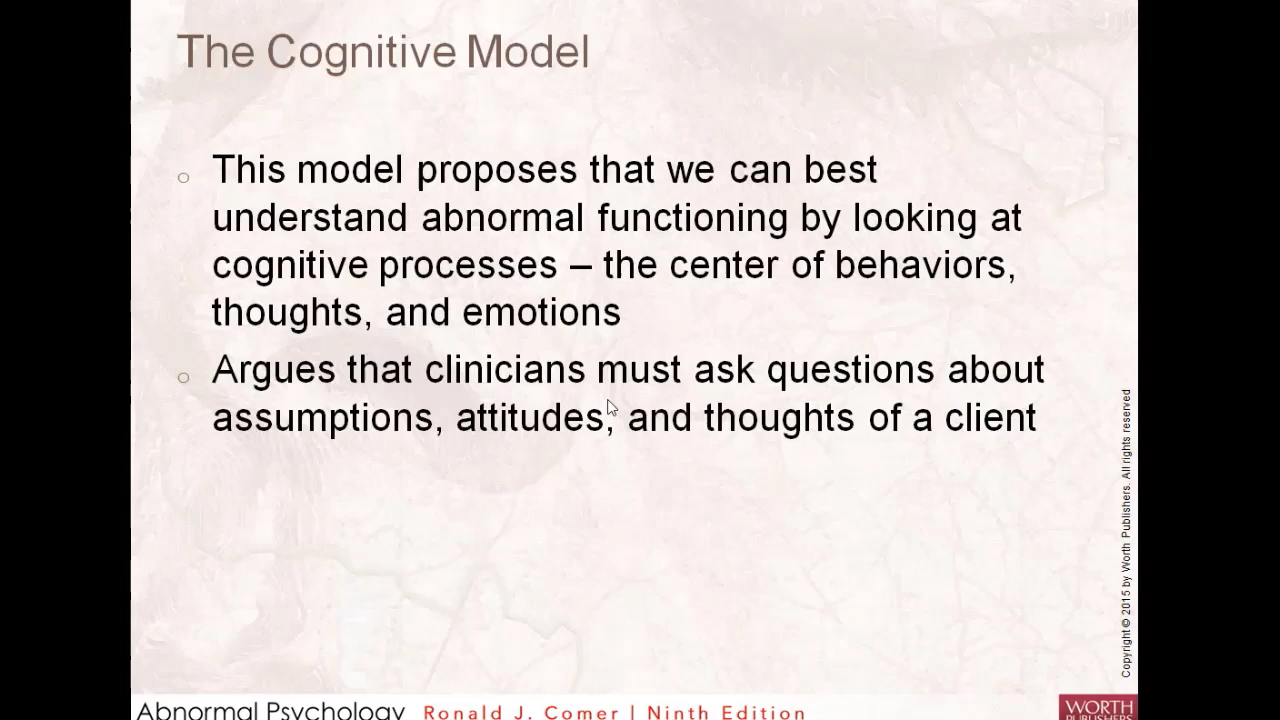 The Cognitive Model
○ This model proposes that we can best
understand abnormal functioning by looking at
cognitive processes – the center of behaviors,
thoughts, and emotions
○ Argues that clinicians must ask questions about
assumptions, attitudes, and thoughts of a client
Copyright © 2015 by Worth Publishers. All rights reserved
Abnormal Psychology Ronald J. Comer | Ninth Edition
WORTH
PUBLISHERS